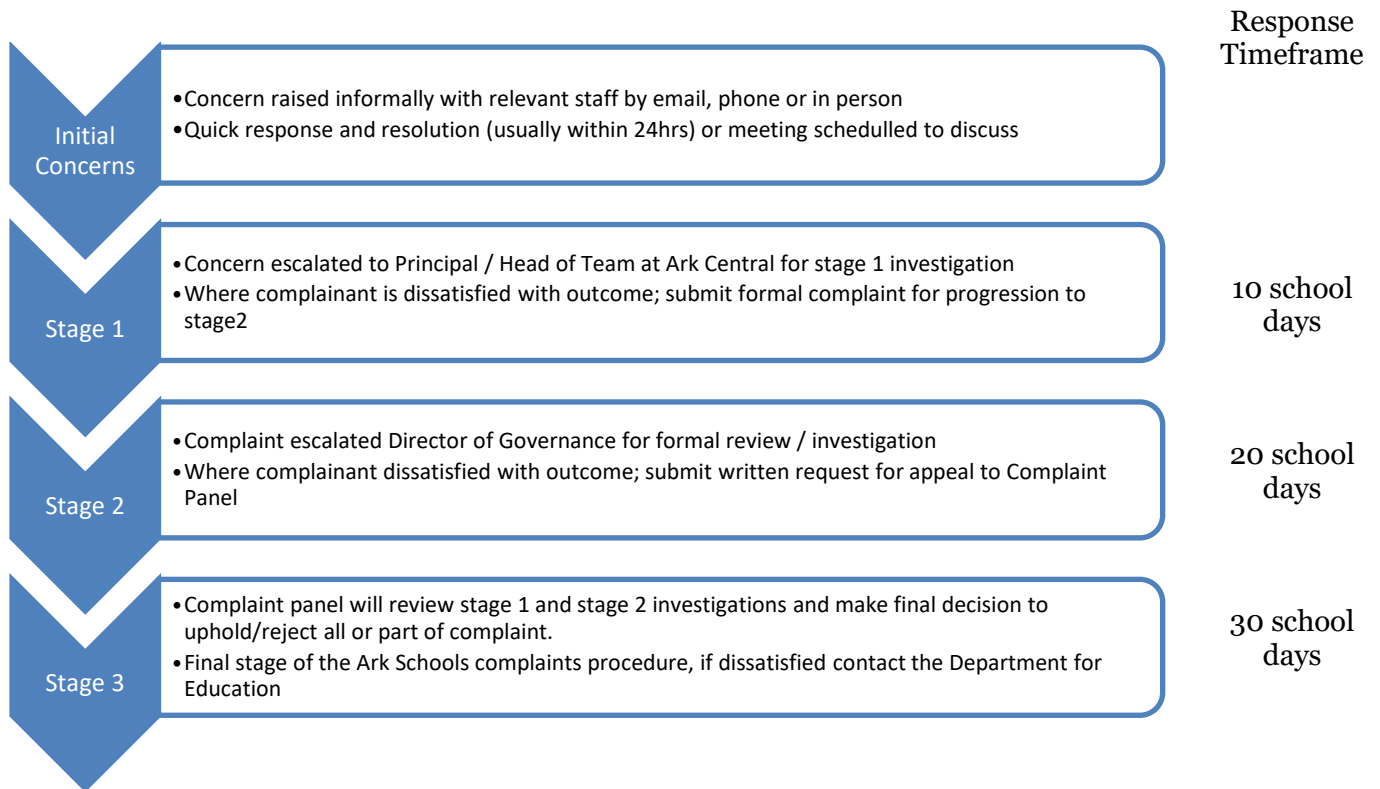 Response
Timeframe
Initial
Concerns
•Concern raised informally with relevant staff by email, phone or in person
•Quick response and resolution (usually within 24hrs) or meeting schedulled to discuss
Stage 1
•Concern escalated to Principal / Head of Team at Ark Central for stage 1 investigation
•Where complainant is dissatisfied with outcome; submit formal complaint for progression to
stage2
10 school
days
Stage 2
•Complaint escalated Director of Governance for formal review / investigation
•Where complainant dissatisfied with outcome; submit written request for appeal to Complaint
Panel
20 school
days
Stage 3
•Complaint panel will review stage 1 and stage 2 investigations and make final decision to
uphold/reject all or part of complaint.
•Final stage of the Ark Schools complaints procedure, if dissatisfied contact the Department for
Education
30 school
days